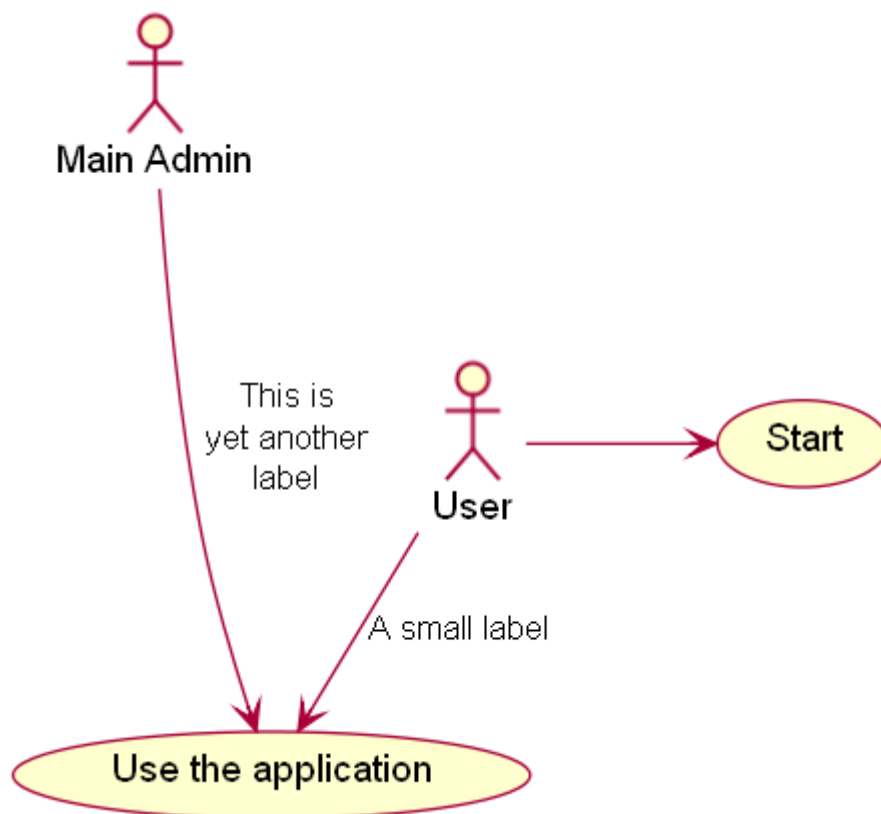 Main Admin
This is
yet another
label
User
Start
A small label
Use the application